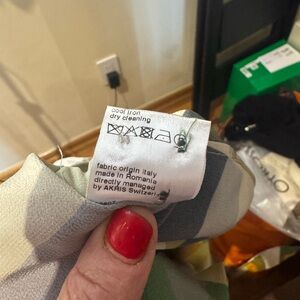 cool iron
dry cleaning
fabric origin italy
made in Romania
directly managed
by AKRIS Switzerl